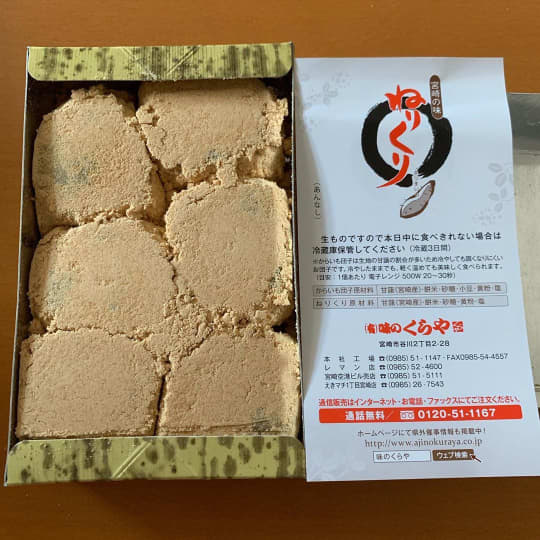 宮崎の味
ねりくり
（あんなし）
生ものですので本日中に食べきれない場合は
冷蔵庫保管してください（冷蔵3日間）
※からいも団子は生地の甘藷の割合が多いため冷やしても固くなりにくい
お団子です。冷やしたままでも、軽く温めても美味しく食べられます。
（目安：1個あたり 電子レンジ 500W 20〜30秒）
からいも団子原材料 甘藷(宮崎産)・餅米・砂糖・小豆・黄粉・塩
ねりくり原材料 甘藷(宮崎産)・餅米・砂糖・黄粉・塩
(有)味のくらや
宮崎市谷川2丁目2-28
本社工場☎(0985)51-1147・FAX0985-54-4557
レマン店☎(0985)52-4600
宮崎空港ビル売店☎(0985)51-5111
えきマチ1丁目宮崎店☎(0985)26-7543
通信販売はインターネット・お電話・ファックスにてご注文ください。
通話無料／0120-51-1167
ホームページにて県外催事情報も掲載中！
http://www.ajinokuraya.co.jp
味のくらや ウェブ検索